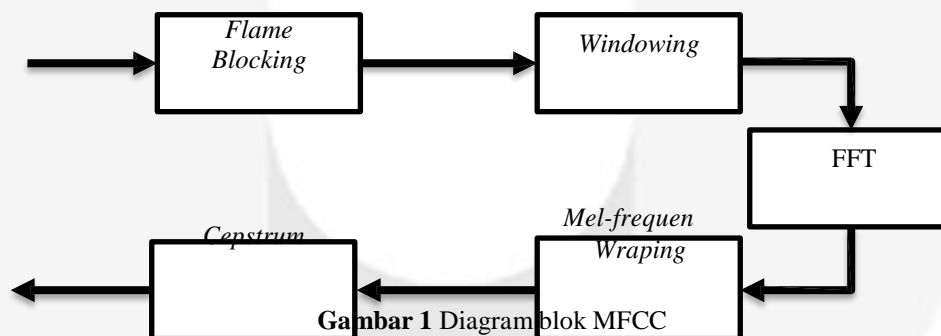 Flame
Blocking
Windowing
FFT
Mel-frequen
Wraping
Cepstrum
Gambar 1 Diagram blok MFCC